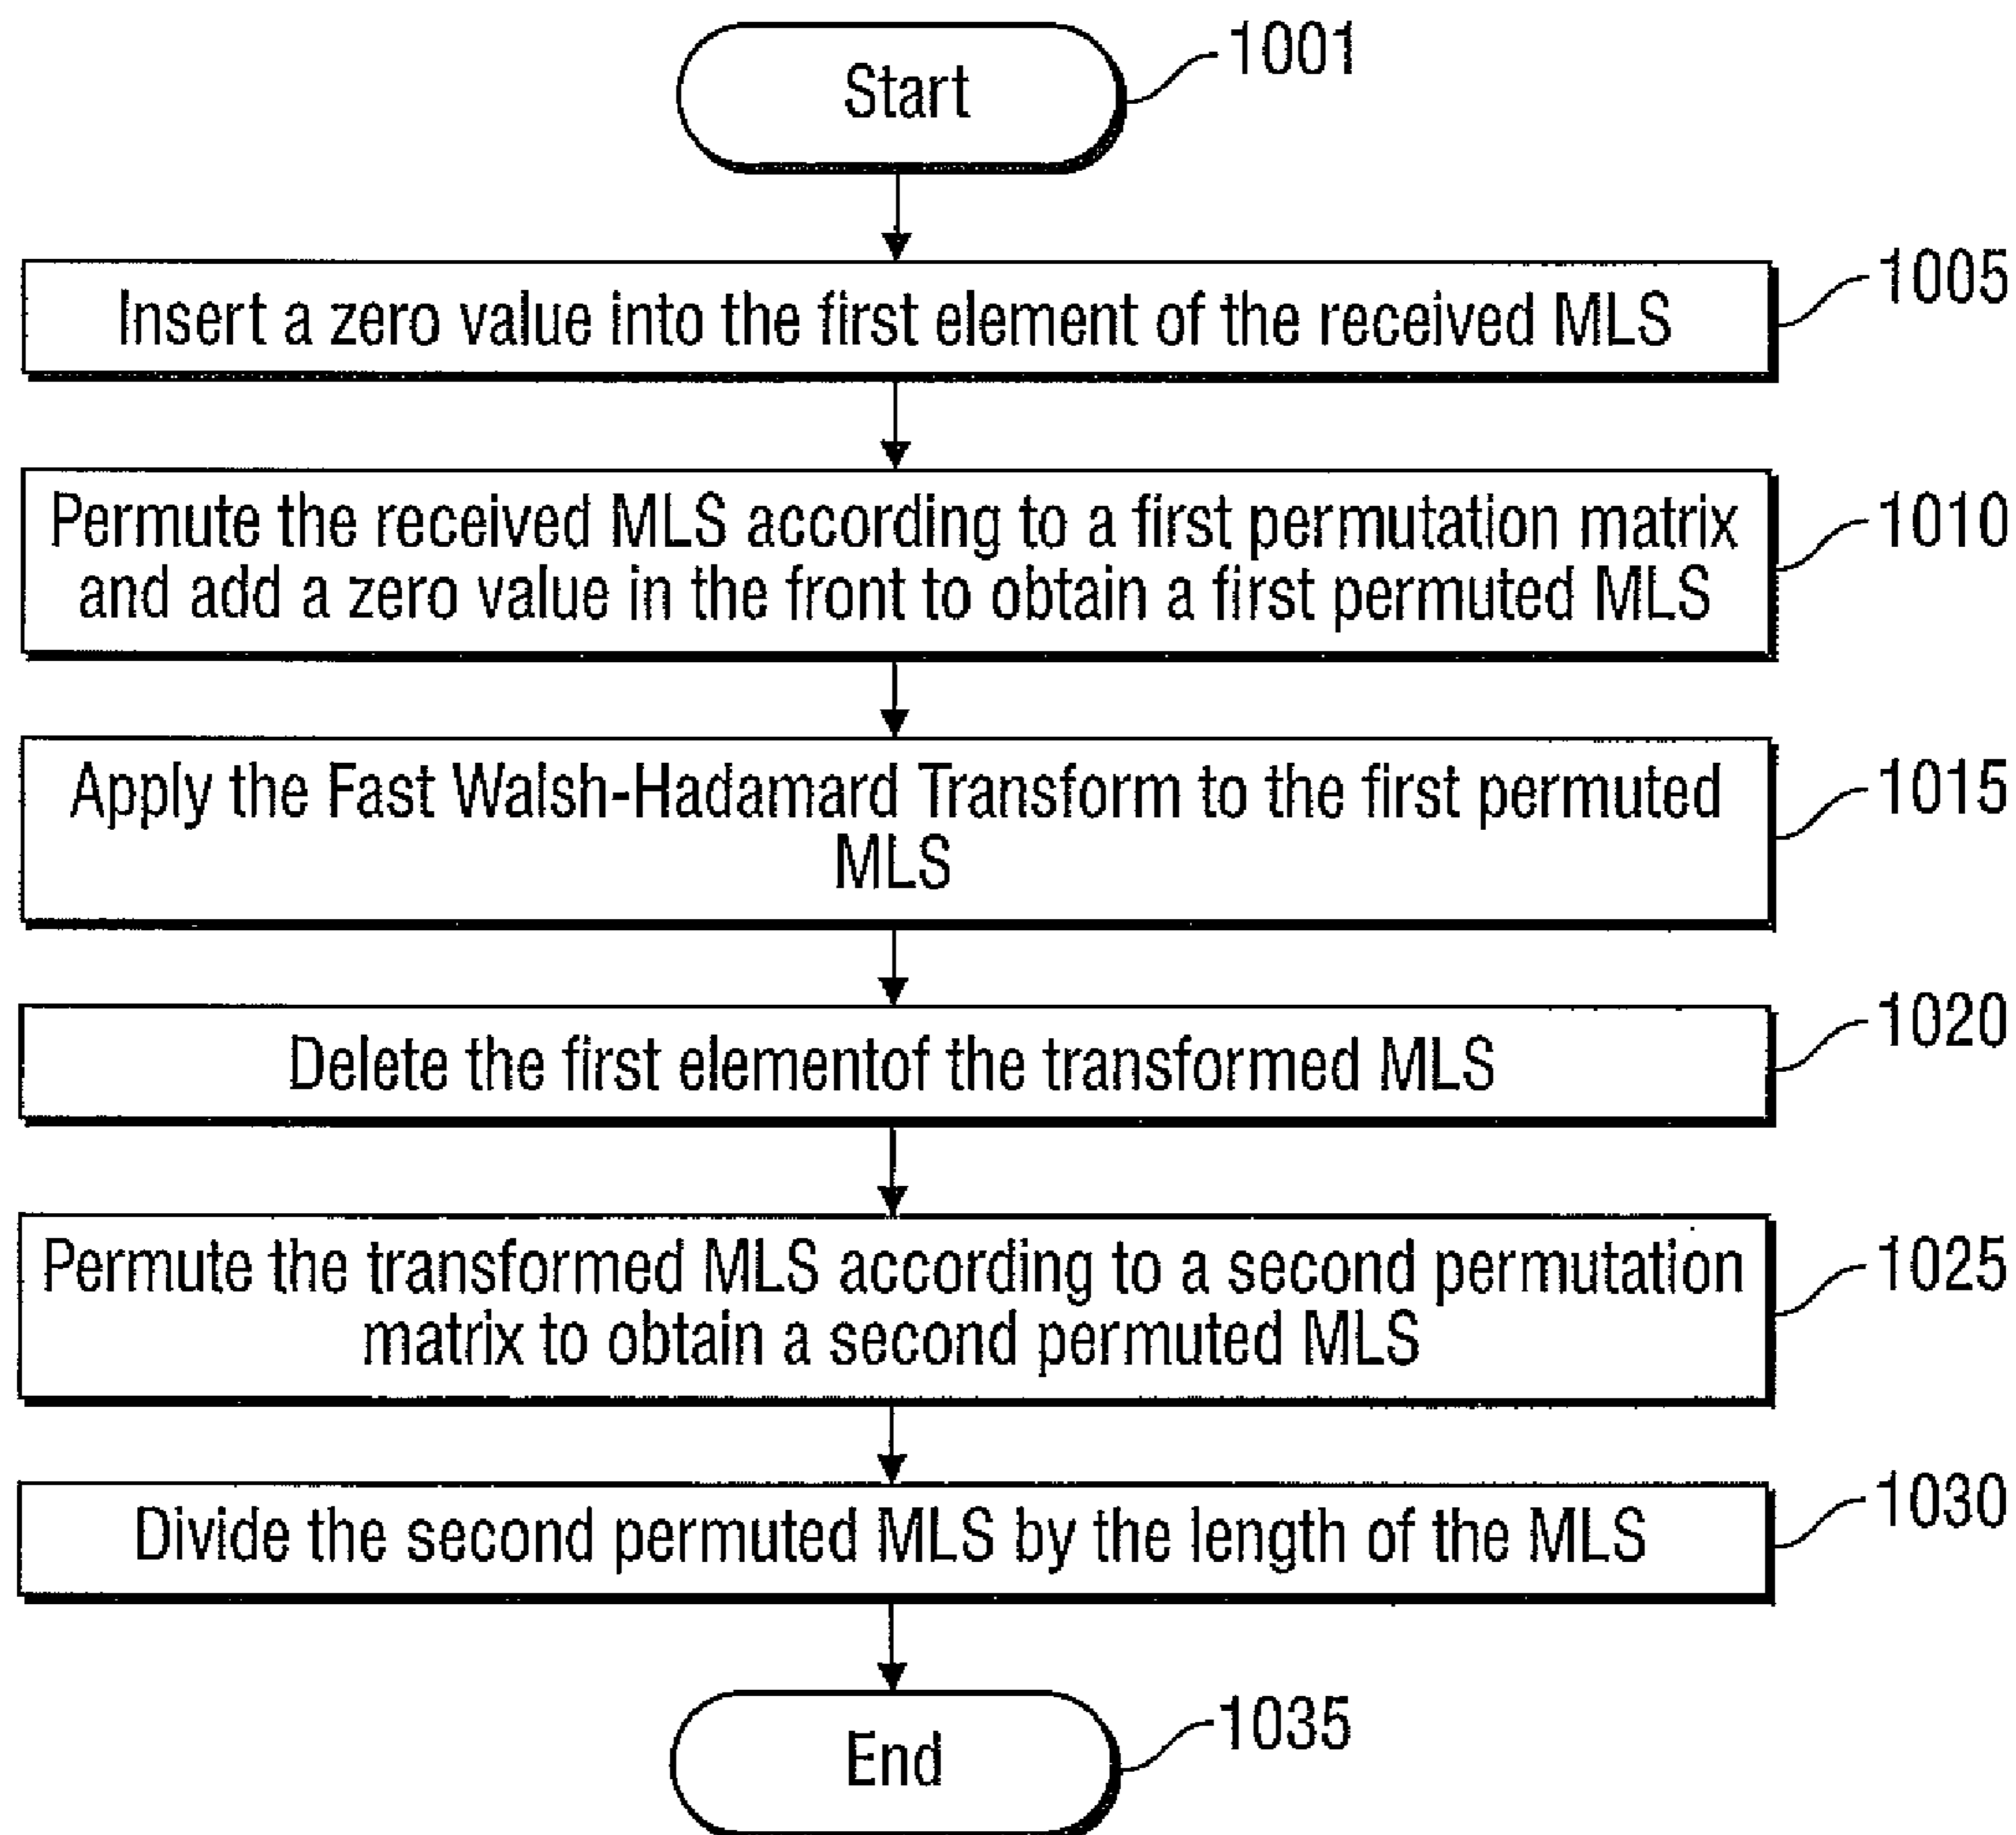 Start
1001
Insert a zero value into the first element of the received MLS
1005
Permute the received MLS according to a first permutation matrix
and add a zero value in the front to obtain a first permuted MLS
1010
Apply the Fast Walsh-Hadamard Transform to the first permuted
MLS
1015
Delete the first elementof the transformed MLS
1020
Permute the transformed MLS according to a second permutation
matrix to obtain a second permuted MLS
1025
Divide the second permuted MLS by the length of the MLS
1030
End
1035